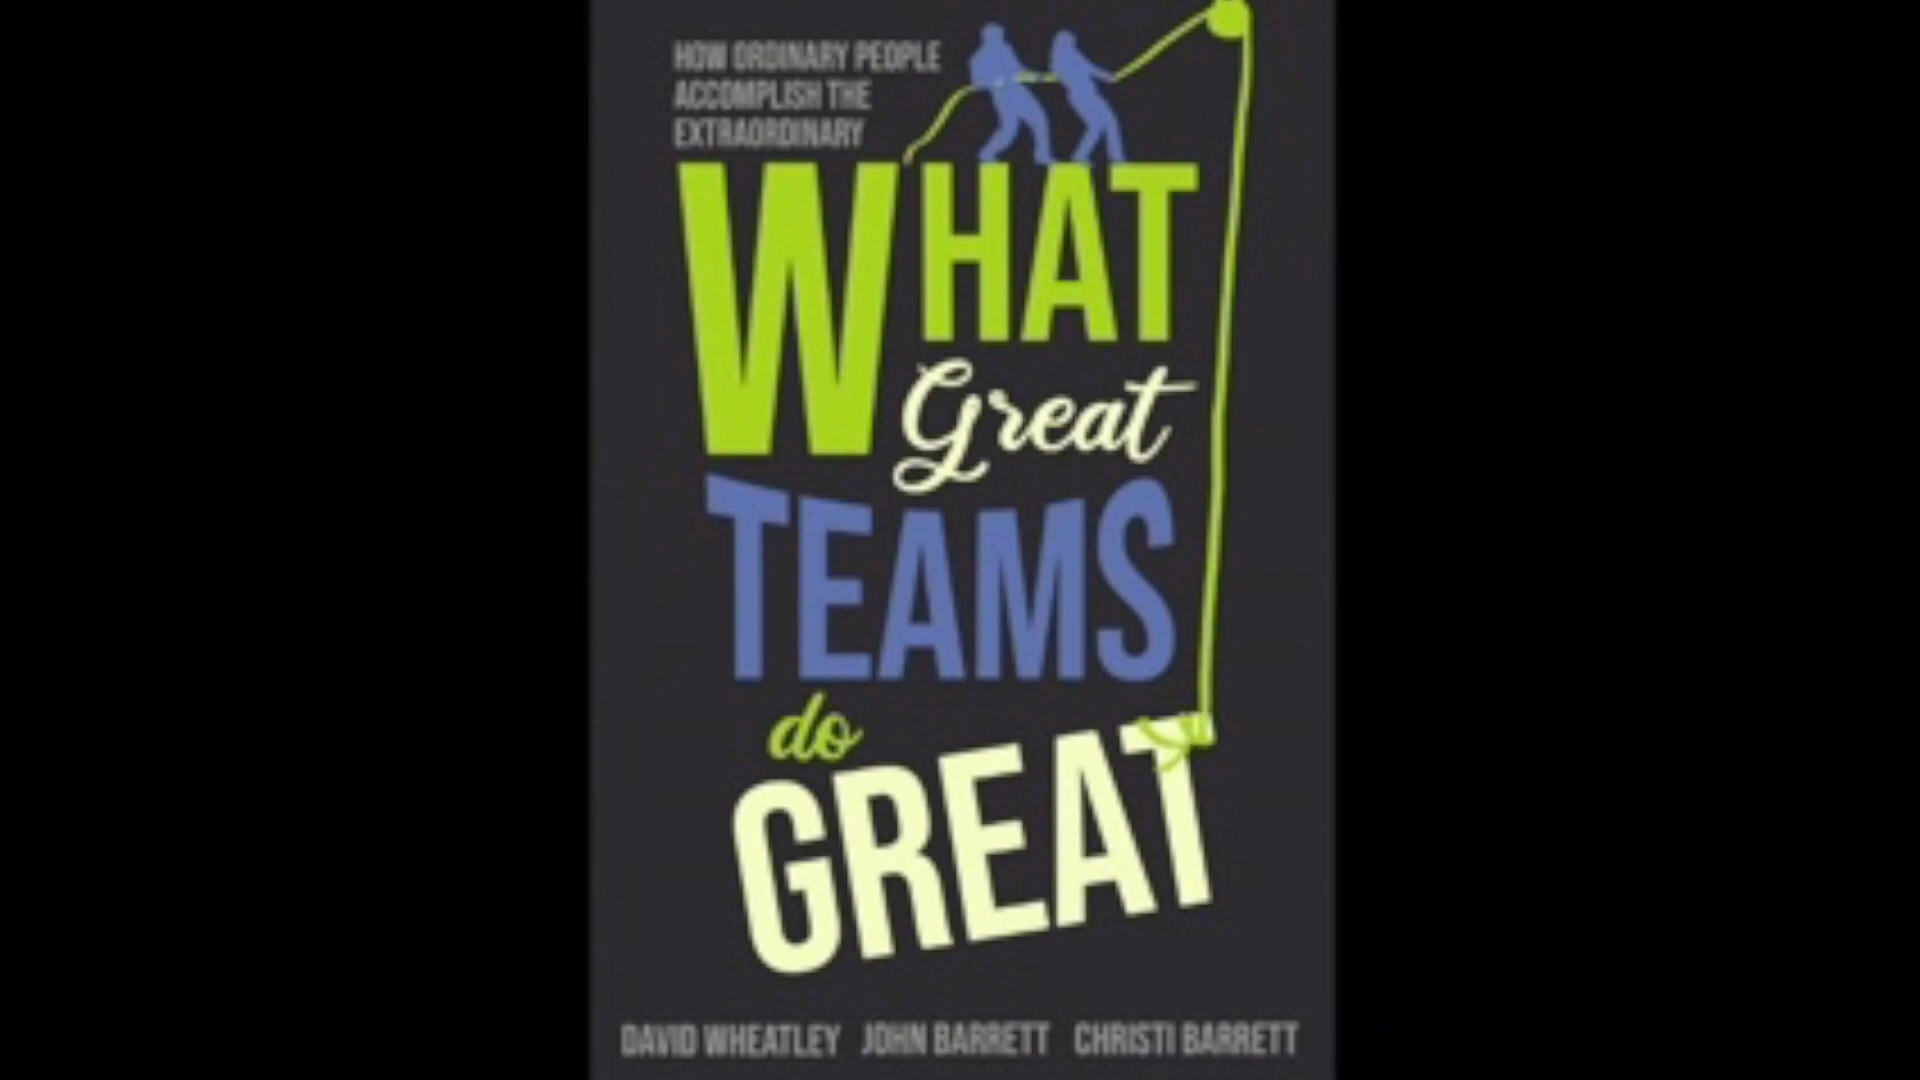 HOW ORDINARY PEOPLE
ACCOMPLISH THE
EXTRAORDINARY
WHAT
Great
TEAMS
do
GREAT
DAVID WHEATLEY JOHN BARRETT CHRISTI BARRETT